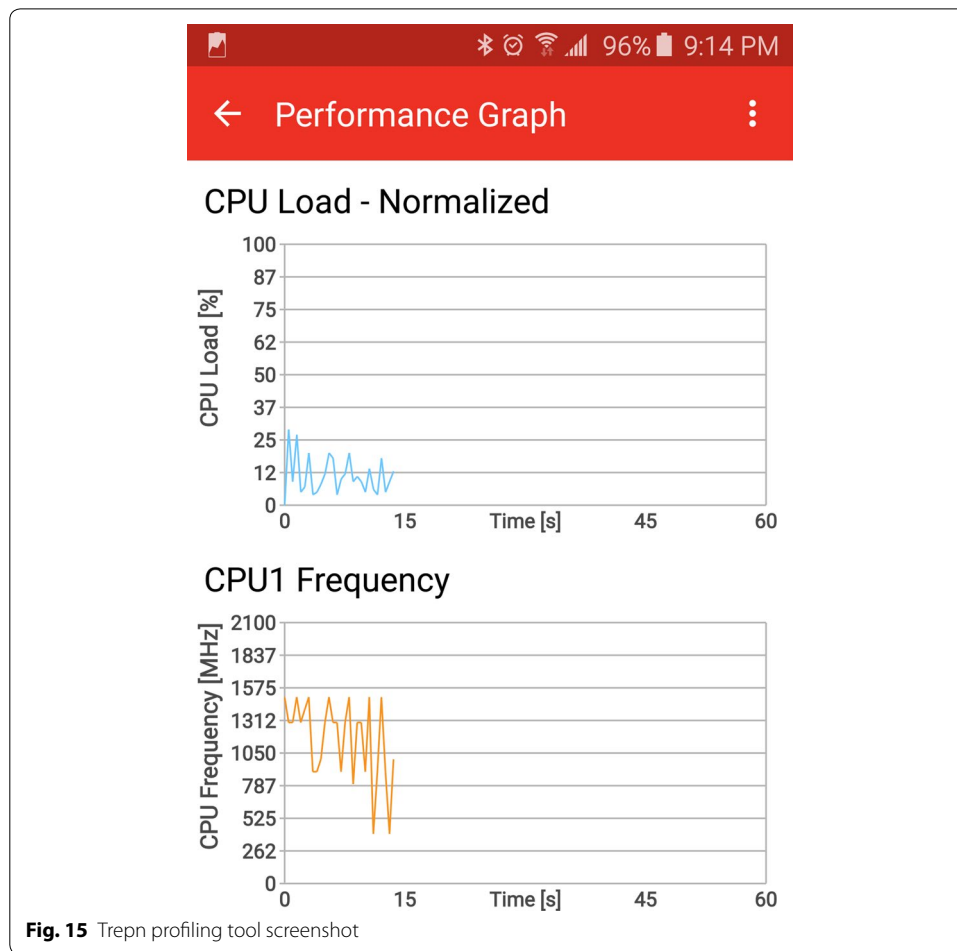 96% 9:14 PM
Performance Graph
CPU Load - Normalized
CPU Load [%]
100
87
75
62
50
37
25
12
0
0 15 Time [s] 45 60
CPU1 Frequency
CPU Frequency [MHz]
2100
1837
1575
1312
1050
787
525
262
0
0 15 Time [s] 45 60
Fig. 15 Trepn profiling tool screenshot